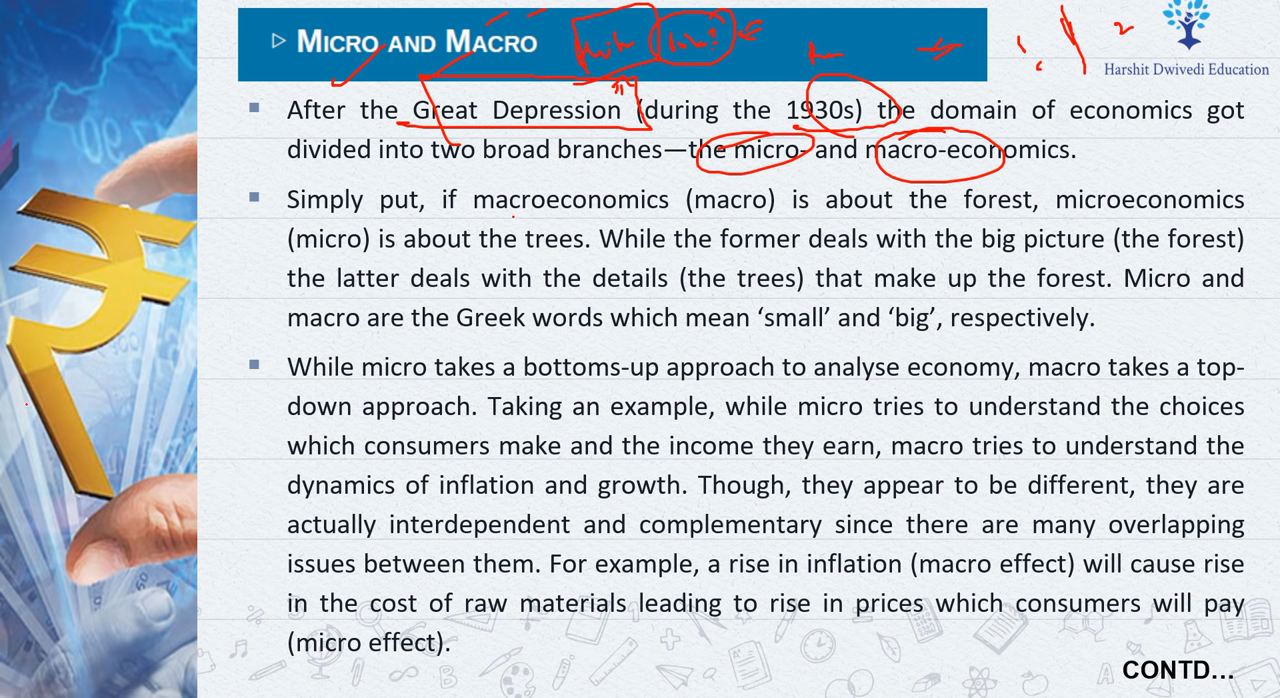 MICRO AND MACRO
Harshit Dwivedi Education
2
After the Great Depression (during the 1930s) the domain of economics got
divided into two broad branches—the micro- and macro-economics.
Simply put, if macroeconomics (macro) is about the forest, microeconomics
(micro) is about the trees. While the former deals with the big picture (the forest)
the latter deals with the details (the trees) that make up the forest. Micro and
macro are the Greek words which mean ‘small’ and ‘big’, respectively.
While micro takes a bottoms-up approach to analyse economy, macro takes a top-
down approach. Taking an example, while micro tries to understand the choices
which consumers make and the income they earn, macro tries to understand the
dynamics of inflation and growth. Though, they appear to be different, they are
actually interdependent and complementary since there are many overlapping
issues between them. For example, a rise in inflation (macro effect) will cause rise
in the cost of raw materials leading to rise in prices which consumers will pay
(micro effect).
CONTD...